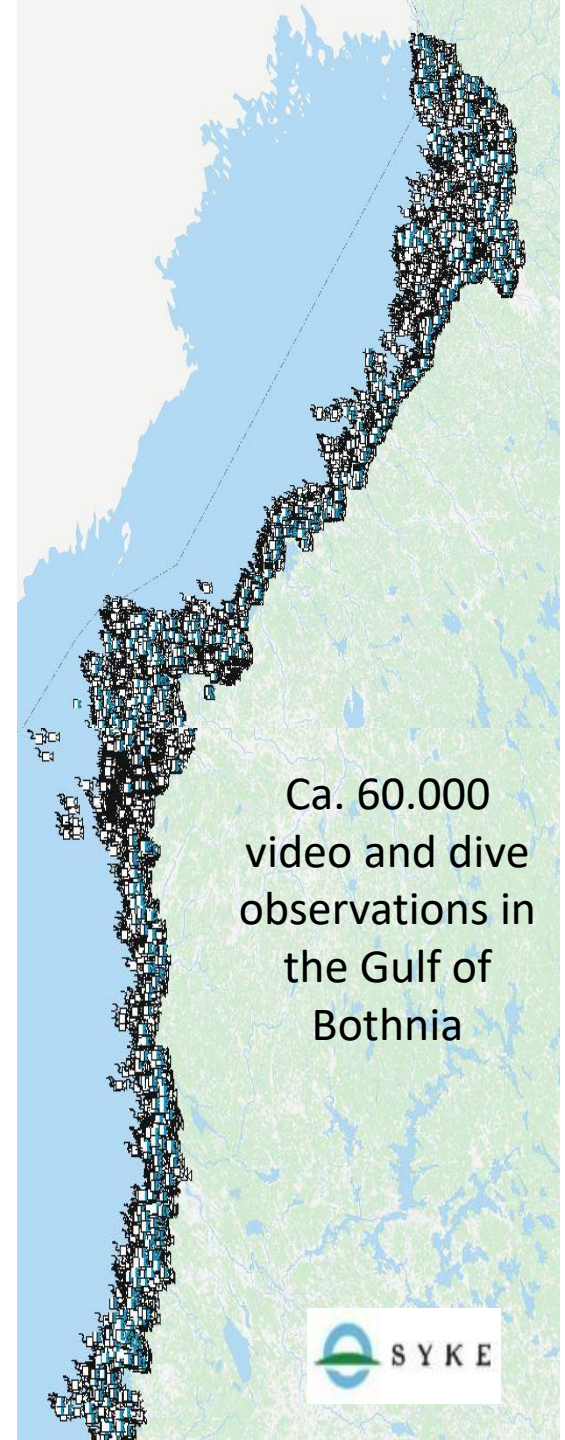 Ca. 60.000
video and dive
observations in
the Gulf of
Bothnia
SYKE